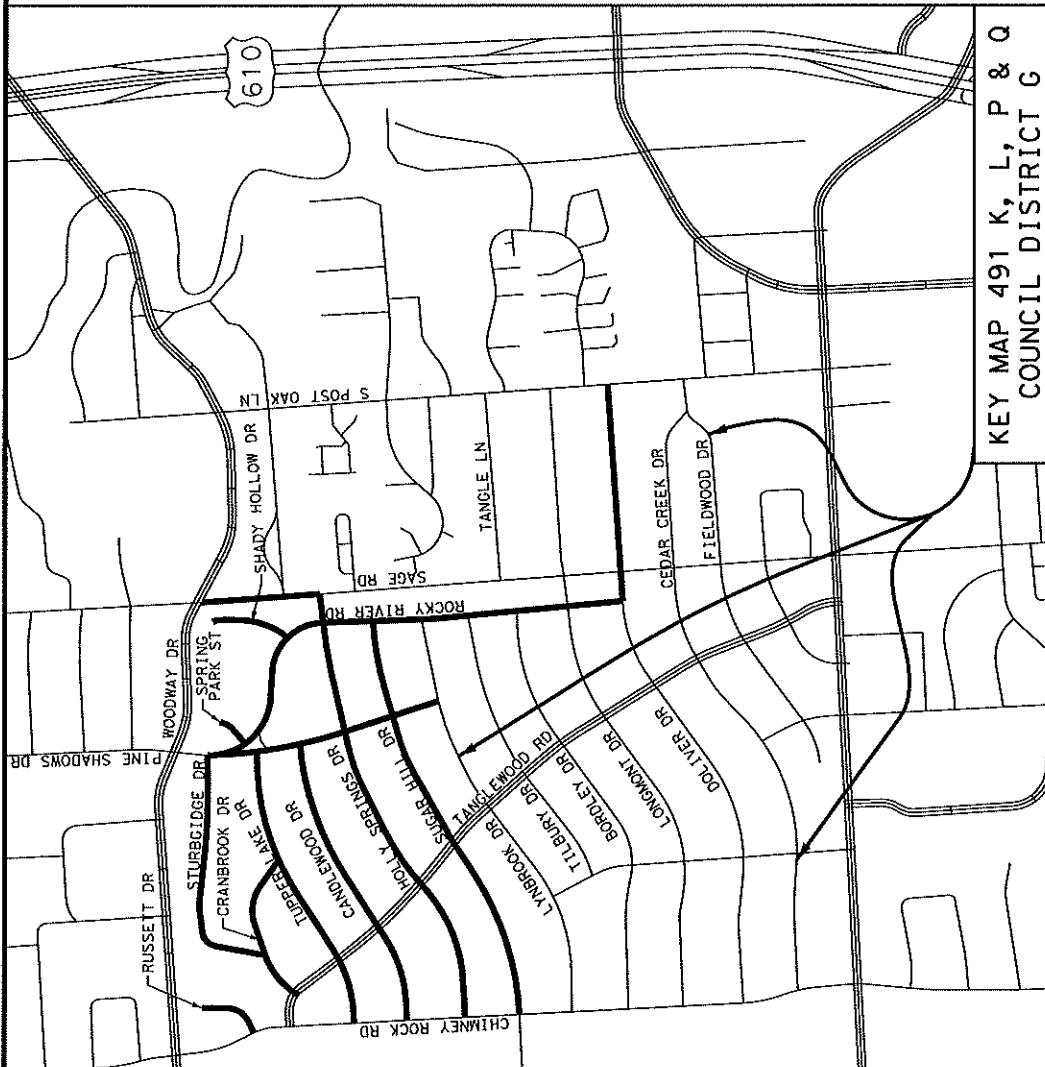 610
WOODWAY DR
SHADY HOLLOW DR
SPRING
PARK ST
PINE SHADOWS DR
S POST OAK LN
RUSSETT DR
STURBGIDGE DR
CRANBROOK DR
TUPPERLAKE DR
CANDLEWOOD DR
HOLLY SPRINGS DR
SUGAR HILL DR
SAGE RD
ROCKY RIVER RD
TANGLE LN
TANGLEWOOD RD
CHIMNEY ROCK RD
LYNBROOK DR
TILBURY DR
BORDLEY DR
LONGMONT DR
DOLIVER DR
CEDAR CREEK DR
FIELDWOOD DR
KEY MAP 491 K, L, P & Q
COUNCIL DISTRICT G